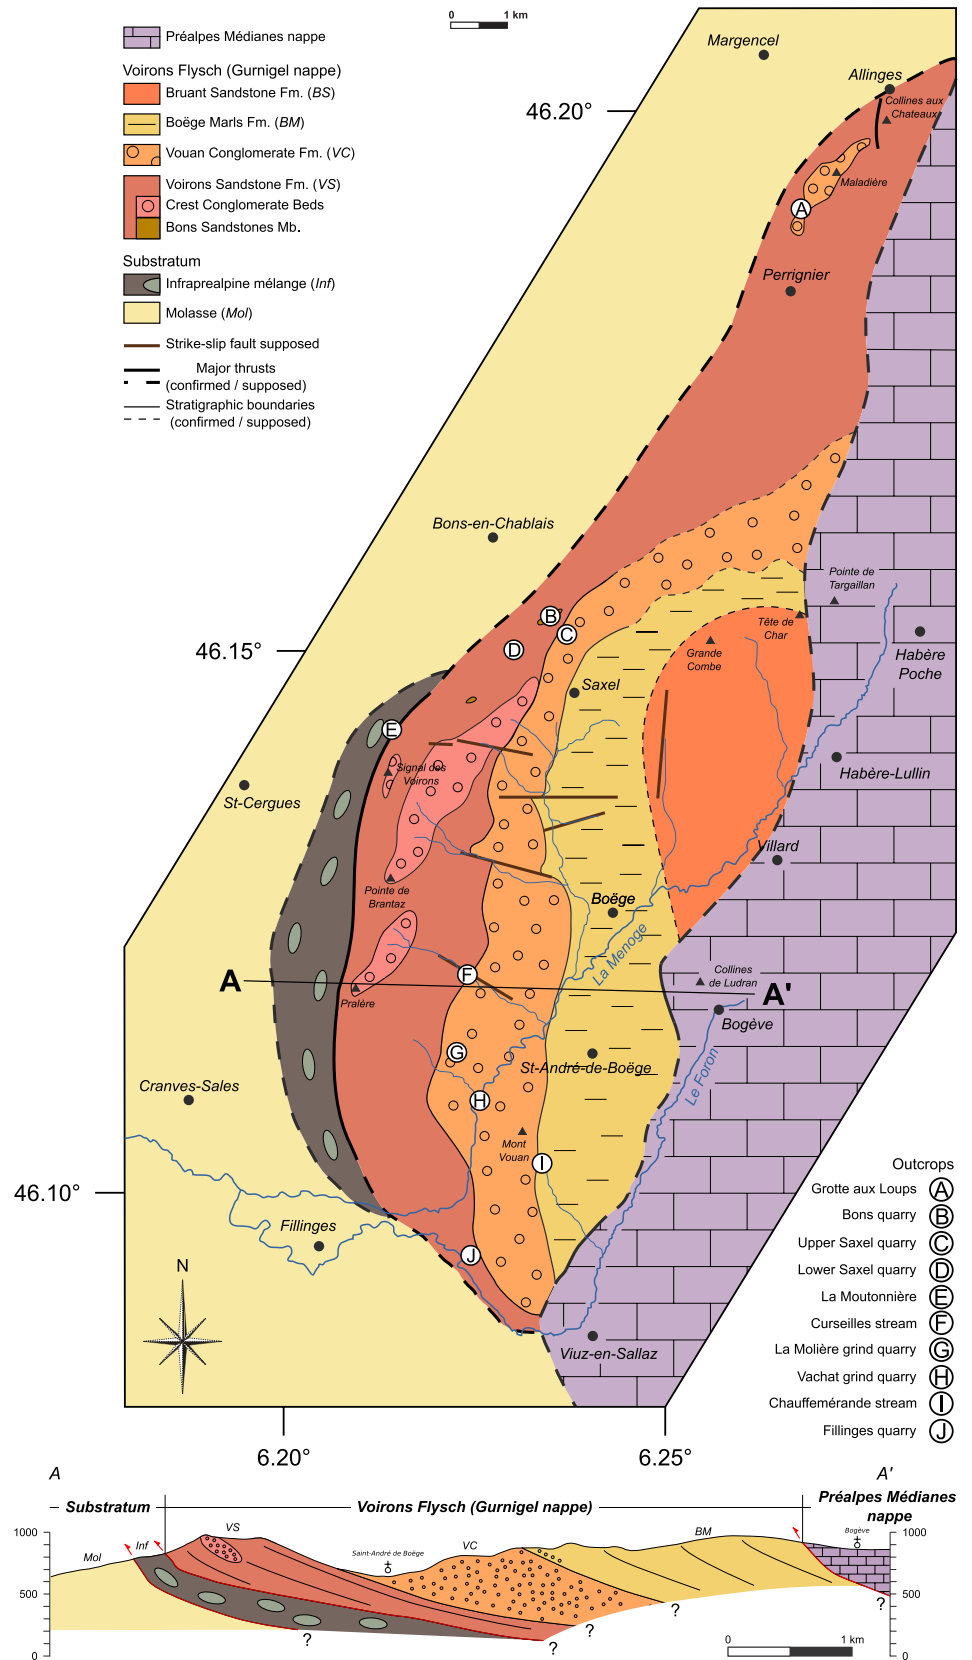 0 1 km
Préalpes Médianes nappe
Voirons Flysch (Gurnigel nappe)
Bruant Sandstone Fm. (BS)
Boëge Marls Fm. (BM)
Vouan Conglomerate Fm. (VC)
Voirons Sandstone Fm. (VS)
Crest Conglomerate Beds
Bons Sandstones Mb.
Substratum
Infraprealpine mélange (Inf)
Molasse (Mol)
Strike-slip fault supposed
Major thrusts
(confirmed / supposed)
Stratigraphic boundaries
(confirmed / supposed)
Margencel
Allinges
Collines aux
Chateaux
46.20°
Maladière
A
Perrignier
Bons-en-Chablais
Pointe de
Targaillan
B
C
Tête de
Char
D
46.15°
Grande
Combe
Habère
Poche
Saxel
E
Signal des
Voirons
Habère-Lullin
St-Cergues
Villard
Pointe de
Brantaz
Boëge
La Menoge
F
Collines
de Ludran
A
A'
Pralère
Bogève
G
St-André-de-Boëge
Le Foron
Cranves-Sales
H
Mont
Vouan
I
46.10°
Fillinges
J
N
Viuz-en-Sallaz
Outcrops
Grotte aux Loups A
Bons quarry B
Upper Saxel quarry C
Lower Saxel quarry D
La Moutonnière E
Curseilles stream F
La Molière grind quarry G
Vachat grind quarry H
Chauffemérande stream I
Fillinges quarry J
6.20°
6.25°
A
A'
Substratum
Voirons Flysch (Gurnigel nappe)
Préalpes Médianes
nappe
1000
500
0
Mol
Inf
VS
Saint-André de Boëge
VC
BM
Bogève
1000
500
0
?
?
?
?
?
0 1 km